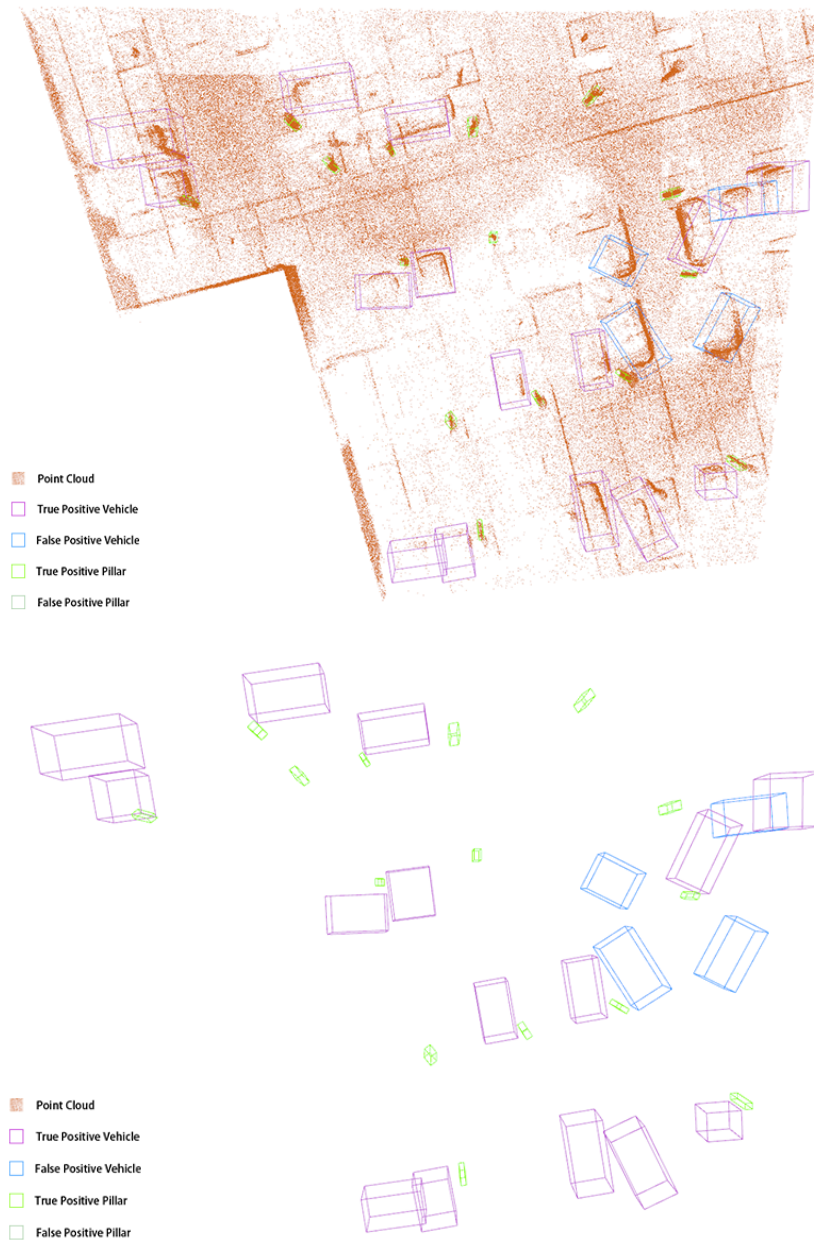 Point Cloud
True Positive Vehicle
False Positive Vehicle
True Positive Pillar
False Positive Pillar
Point Cloud
True Positive Vehicle
False Positive Vehicle
True Positive Pillar
False Positive Pillar